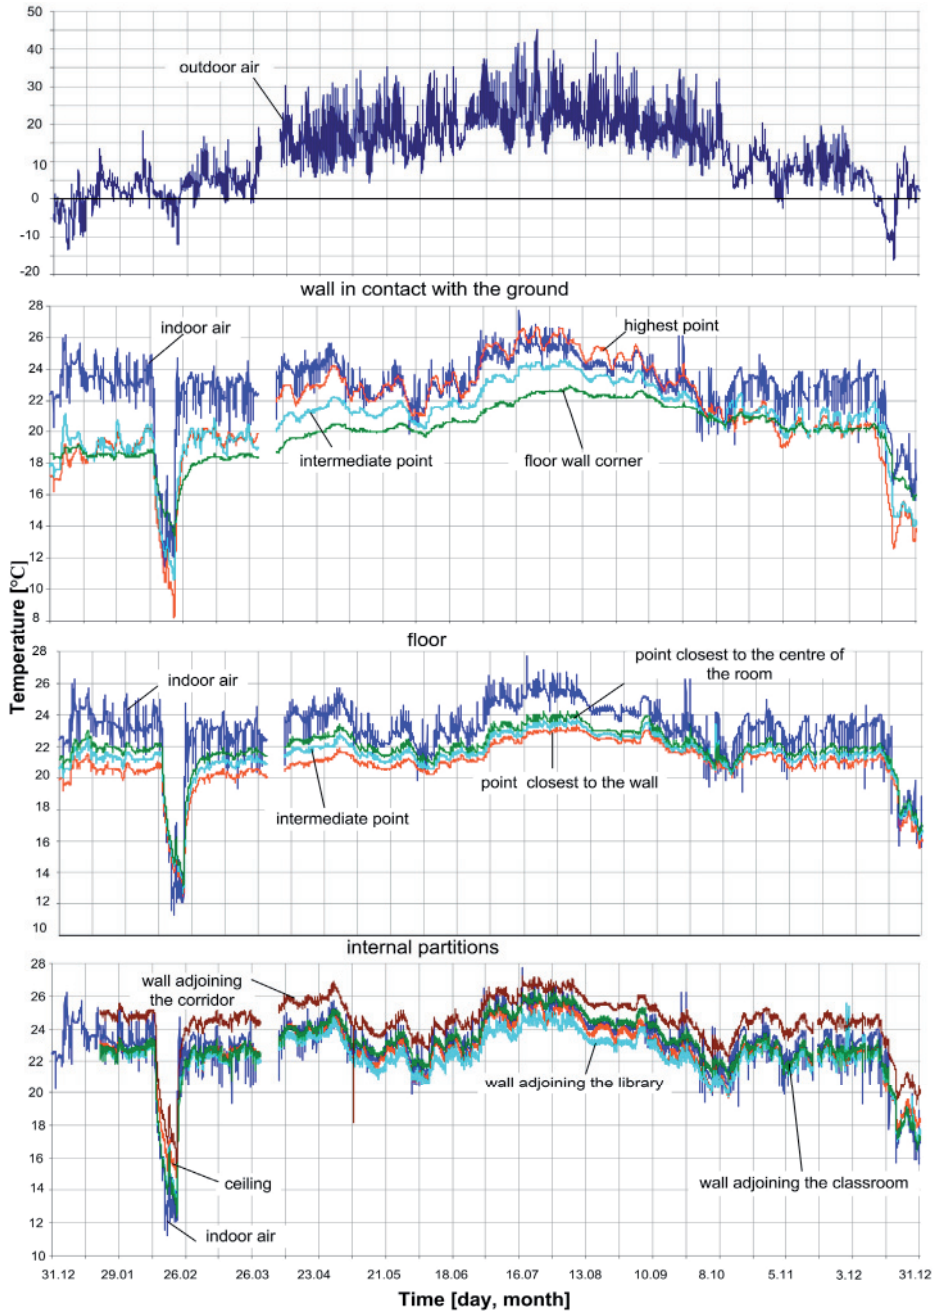 50
40
30
20
10
0
-10
-20
outdoor air
wall in contact with the ground
28
26
24
22
20
18
16
14
12
10
8
indoor air
highest point
intermediate point
floor wall corner
Temperature [°C]
floor
28
26
24
22
20
18
16
14
12
10
indoor air
point closest to the centre of
the room
point closest to the wall
intermediate point
internal partitions
28
26
24
22
20
18
16
14
12
10
wall adjoining
the corridor
wall adjoining the library
wall adjoining the classroom
ceiling
indoor air
31.12 29.01 26.02 26.03 23.04 21.05 18.06 16.07 13.08 10.09 8.10 5.11 3.12 31.12
Time [day, month]